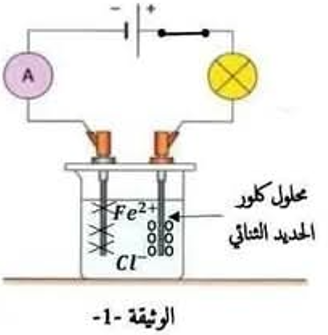 - +
A
محلول كلور
الحديد الثنائي
Fe²⁺
Cl⁻
الوثيقة -1-